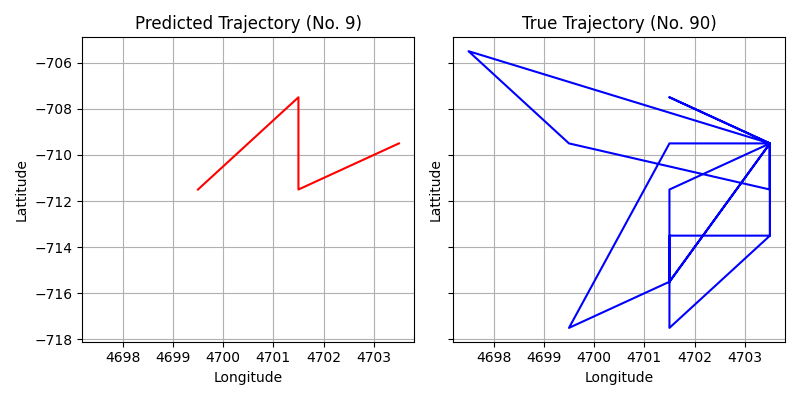 Predicted Trajectory (No. 9)
True Trajectory (No. 90)
Lattitude
−706
−708
−710
−712
−714
−716
−718
4698 4699 4700 4701 4702 4703
Longitude
Lattitude
4698 4699 4700 4701 4702 4703
Longitude